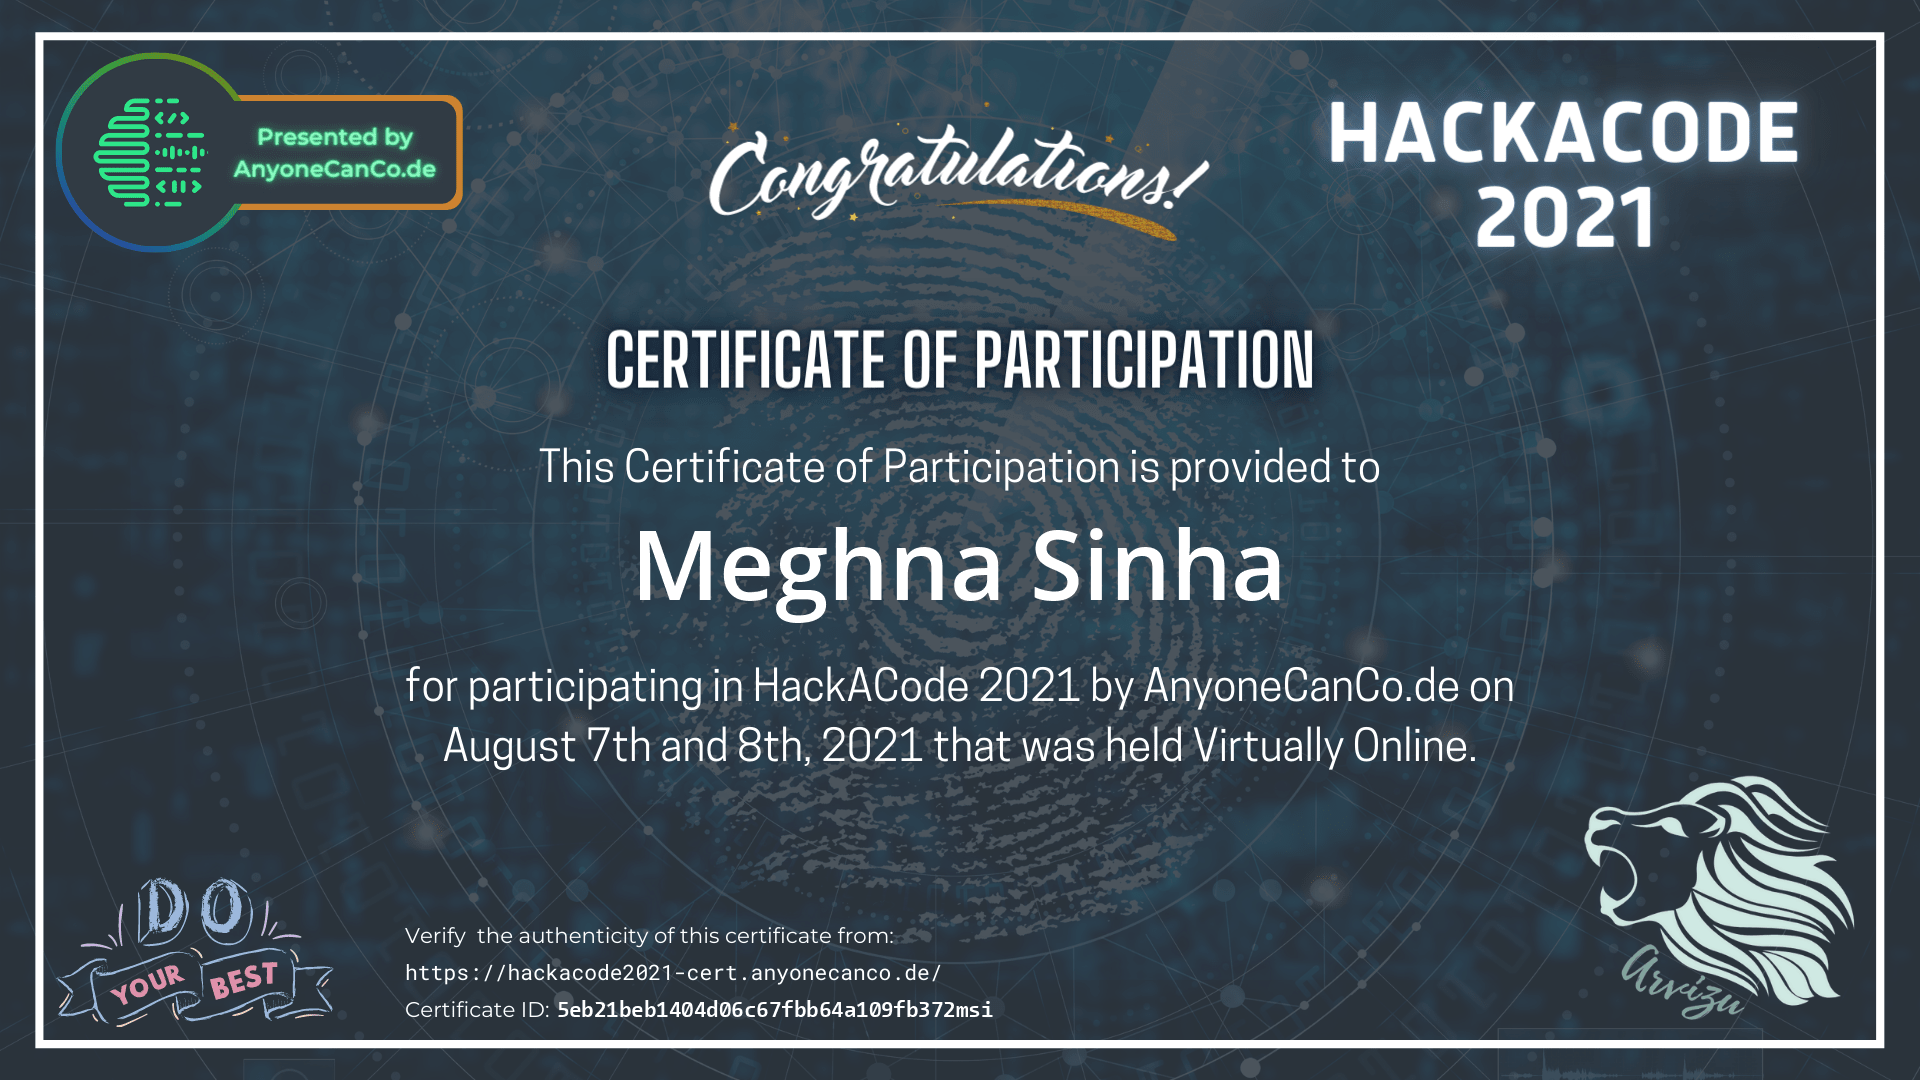 Presented by
AnyoneCanCo.de
Congratulations!
HACKACODE
2021
CERTIFICATE OF PARTICIPATION
This Certificate of Participation is provided to
Meghna Sinha
for participating in HackACode 2021 by AnyoneCanCo.de on
August 7th and 8th, 2021 that was held Virtually Online.
DO
YOUR BEST
Verify the authenticity of this certificate from:
https://hackacode2021-cert.anyonecanco.de/
Certificate ID: 5eb21beb1404d06c67fbb64a109fb372msi
Arvizu